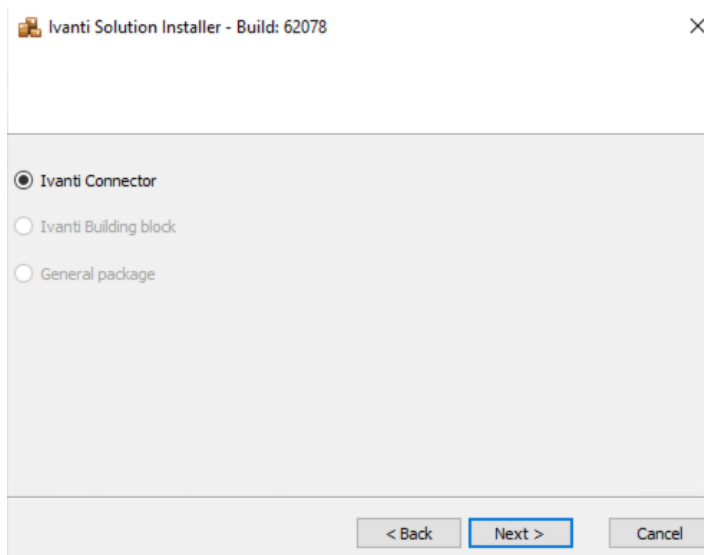 Ivanti Solution Installer - Build: 62078
Ivanti Connector
Ivanti Building block
General package
< Back Next > Cancel